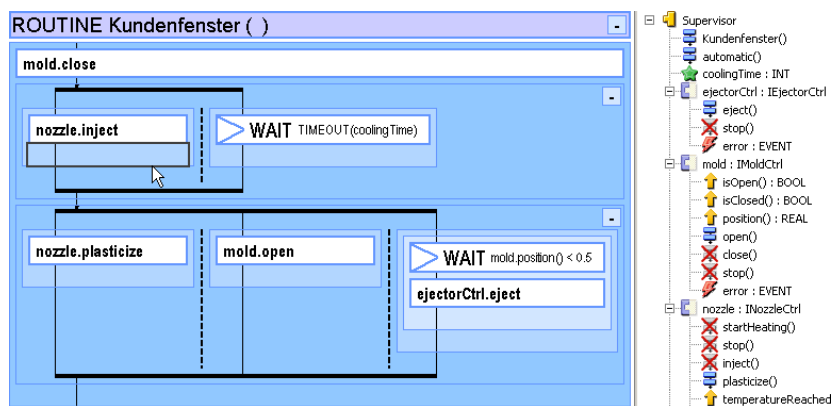 ROUTINE Kundenfenster ( )
-
mold.close
-
nozzle.inject
WAIT TIMEOUT(coolingTime)
-
nozzle.plasticize
mold.open
WAIT mold.position() < 0.5
ejectorCtrl.eject
Supervisor
Kundenfenster()
automatic()
coolingTime : INT
ejectorCtrl : IEjectorCtrl
eject()
stop()
error : EVENT
mold : IMoldCtrl
isOpen() : BOOL
isClosed() : BOOL
position() : REAL
open()
close()
stop()
error : EVENT
nozzle : INozzleCtrl
startHeating()
stop()
inject()
plasticize()
temperatureReached